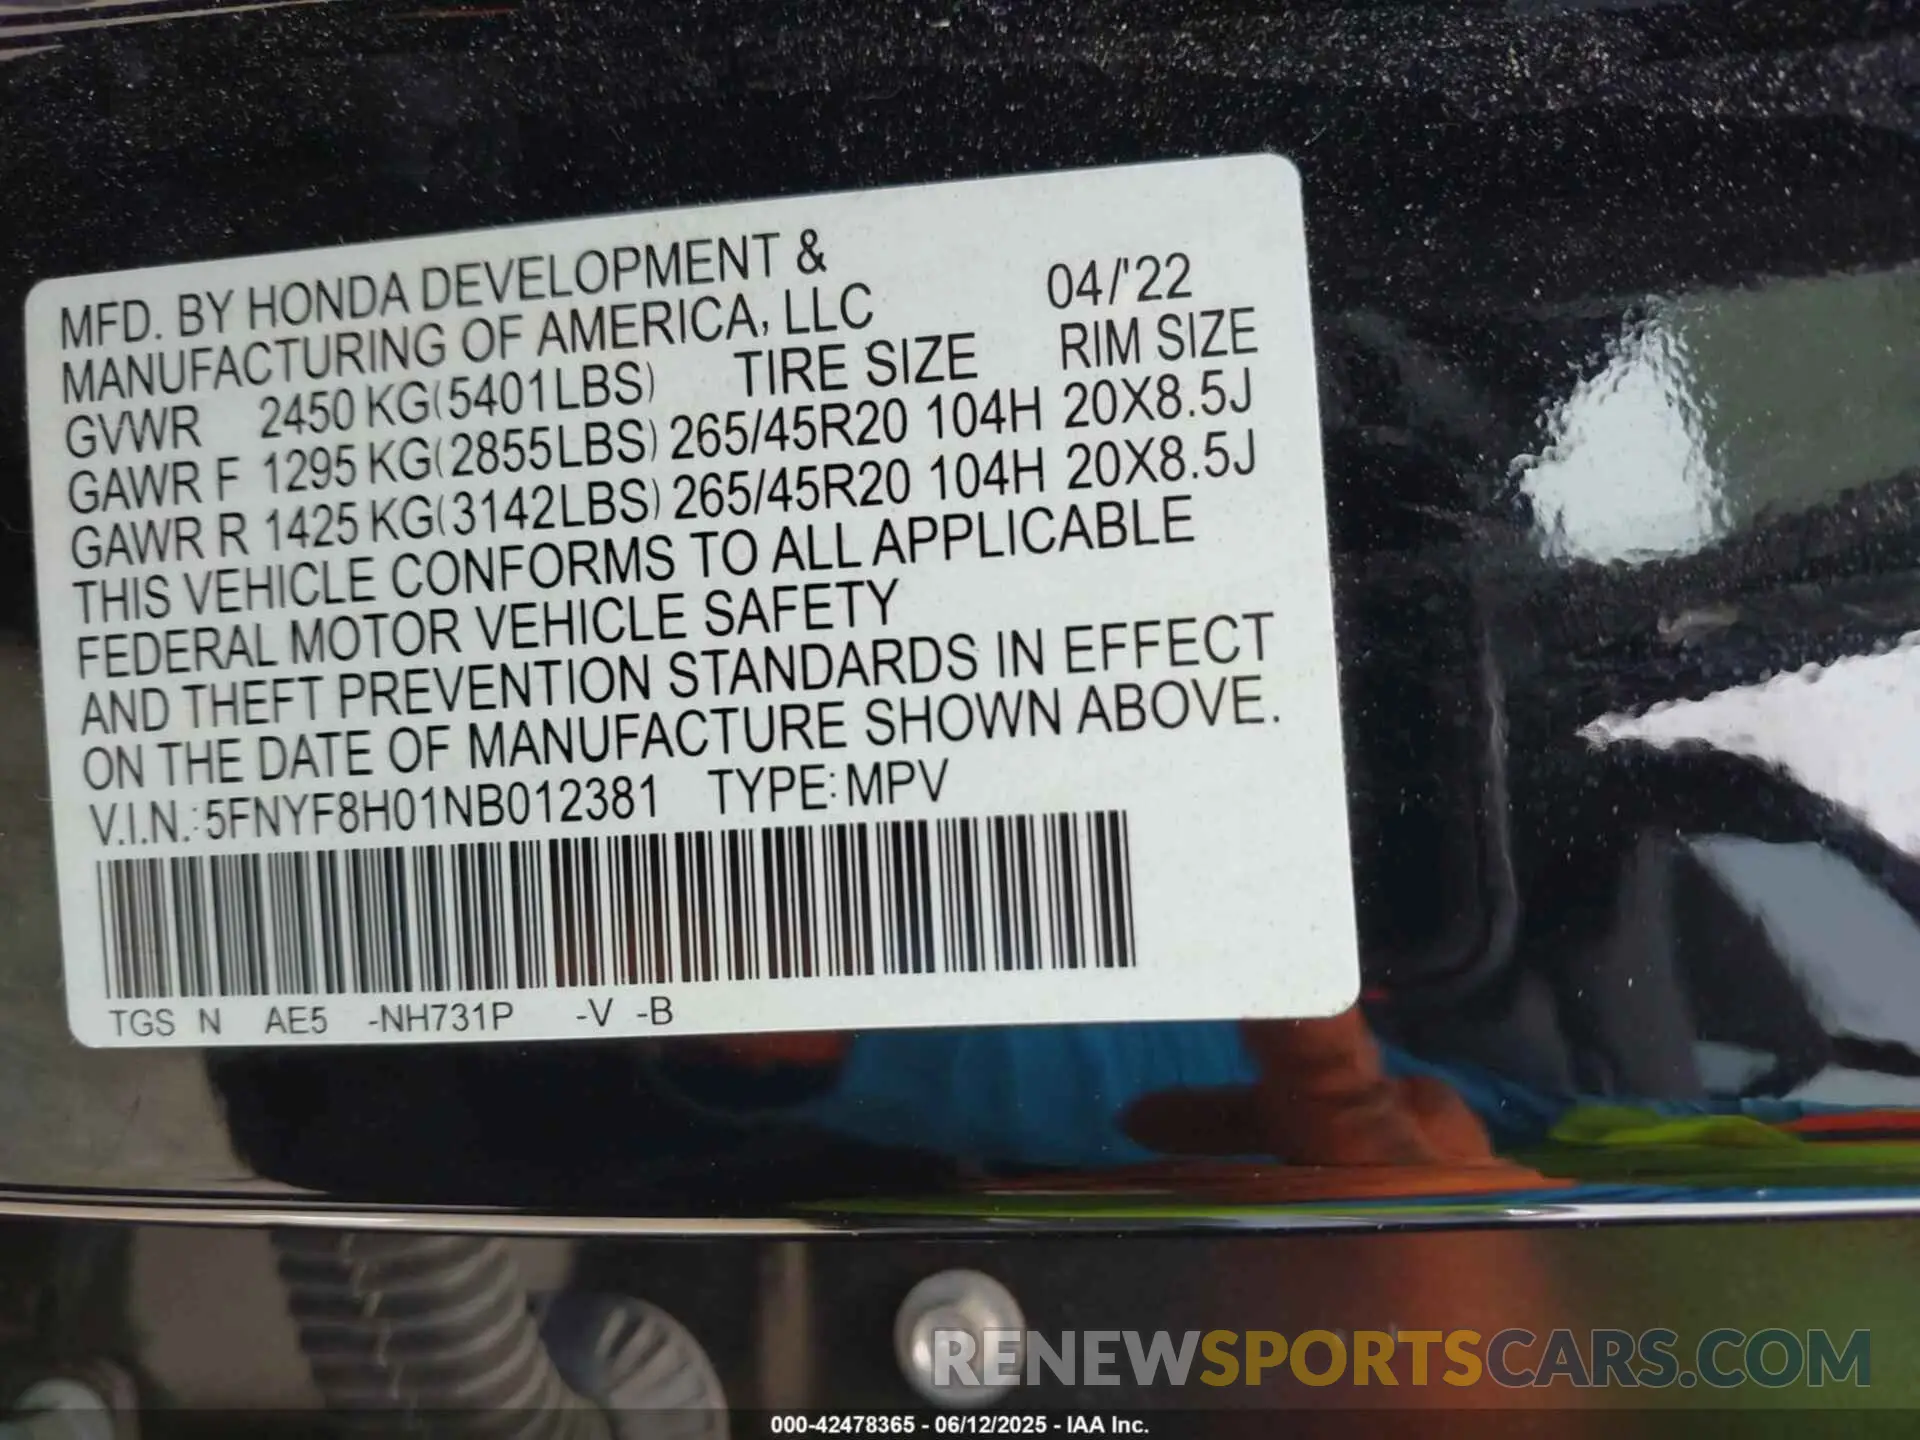 MFD. BY HONDA DEVELOPMENT &
MANUFACTURING OF AMERICA, LLC 04/'22
GVWR 2450 KG(5401LBS) TIRE SIZE RIM SIZE
GAWR F 1295 KG(2855LBS) 265/45R20 104H 20X8.5J
GAWR R 1425 KG(3142LBS) 265/45R20 104H 20X8.5J
THIS VEHICLE CONFORMS TO ALL APPLICABLE
FEDERAL MOTOR VEHICLE SAFETY
AND THEFT PREVENTION STANDARDS IN EFFECT
ON THE DATE OF MANUFACTURE SHOWN ABOVE.
V.I.N.:5FNYF8H01NB012381 TYPE:MPV
TGS N AE5 -NH731P -V -B
RENEWSPORTSCARS.COM
000-42478365 - 06/12/2025 - IAA Inc.